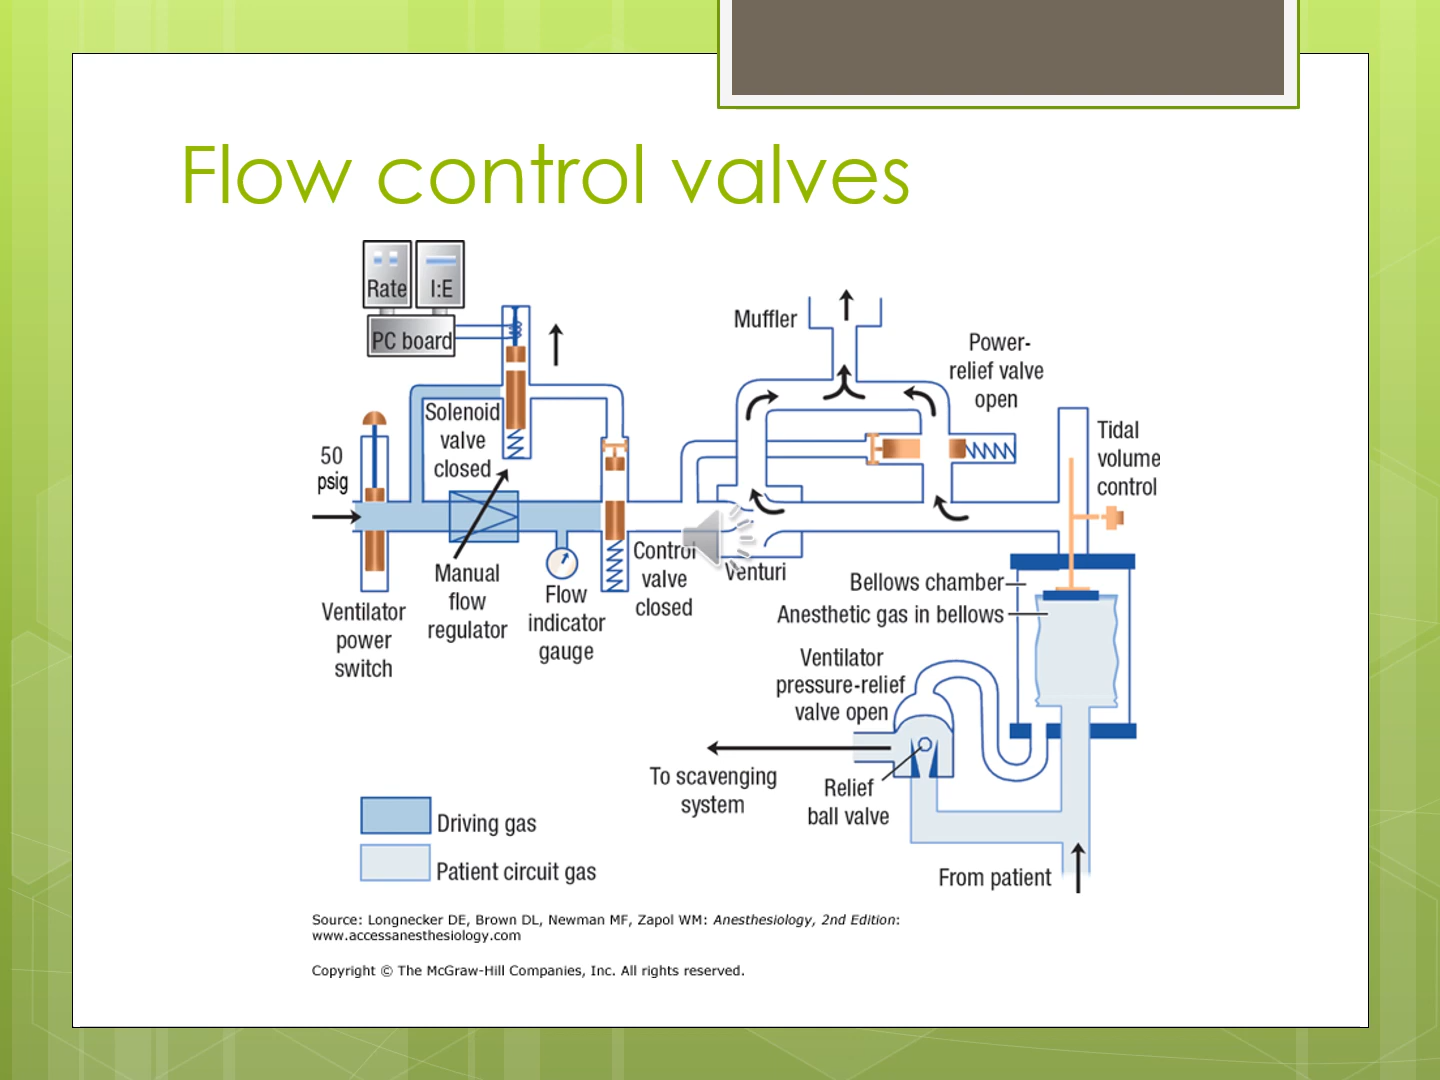 Flow control valves
Rate
I:E
PC board
Muffler
Power-
relief valve
open
Solenoid
valve
closed
Tidal
volume
control
50
psig
Control
valve
closed
Venturi
Manual
flow
regulator
Flow
indicator
gauge
Ventilator
power
switch
Bellows chamber
Anesthetic gas in bellows
Ventilator
pressure-relief
valve open
To scavenging
system
Relief
ball valve
Driving gas
Patient circuit gas
From patient
Source: Longnecker DE, Brown DL, Newman MF, Zapol WM: Anesthesiology, 2nd Edition:
www.accessanesthesiology.com
Copyright © The McGraw-Hill Companies, Inc. All rights reserved.